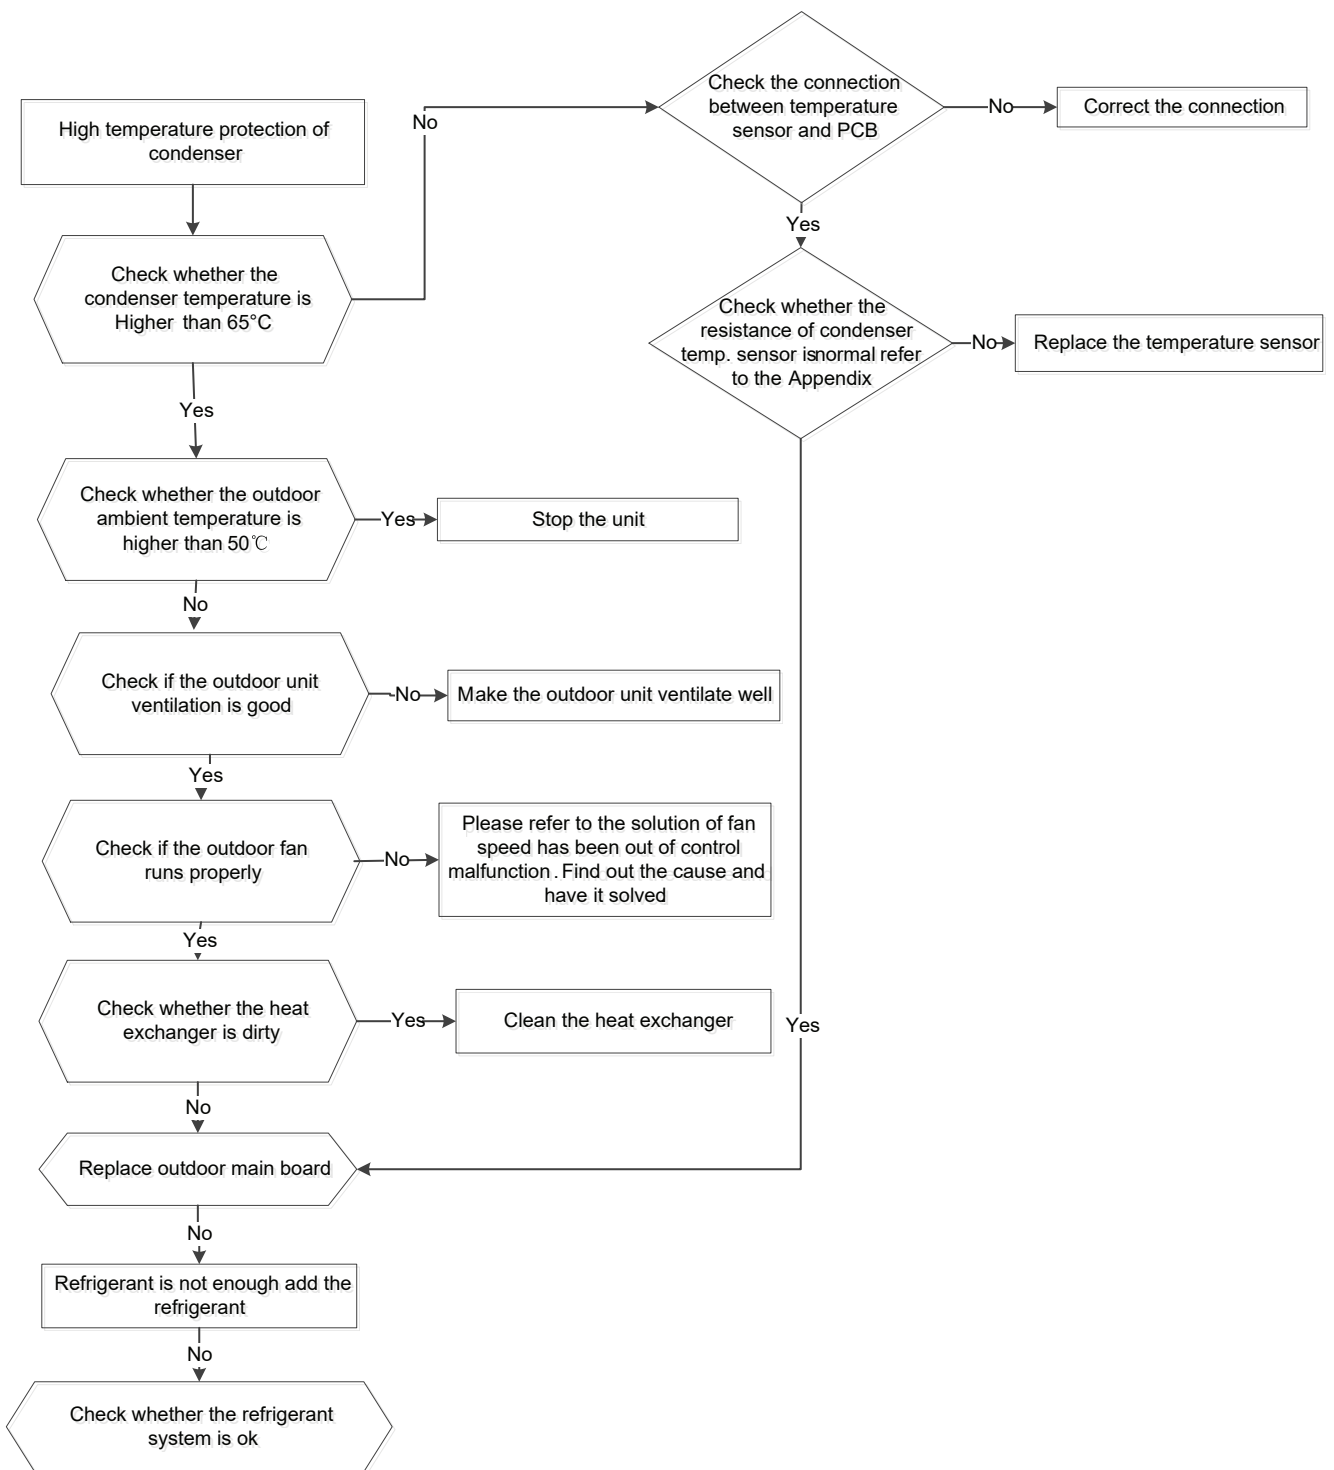 High temperature protection of
condenser
No
Check the connection
between temperature
sensor and PCB
No
Correct the connection
Yes
Check whether the
condenser temperature is
Higher than 65°C
Check whether the
resistance of condenser
temp. sensor isnormal refer
to the Appendix
No
Replace the temperature sensor
Yes
Check whether the outdoor
ambient temperature is
higher than 50℃
Yes
Stop the unit
No
Check if the outdoor unit
ventilation is good
No
Make the outdoor unit ventilate well
Yes
Check if the outdoor fan
runs properly
No
Please refer to the solution of fan
speed has been out of control
malfunction. Find out the cause and
have it solved
Yes
Check whether the heat
exchanger is dirty
Yes
Clean the heat exchanger
Yes
No
Replace outdoor main board
No
Refrigerant is not enough add the
refrigerant
No
Check whether the refrigerant
system is ok